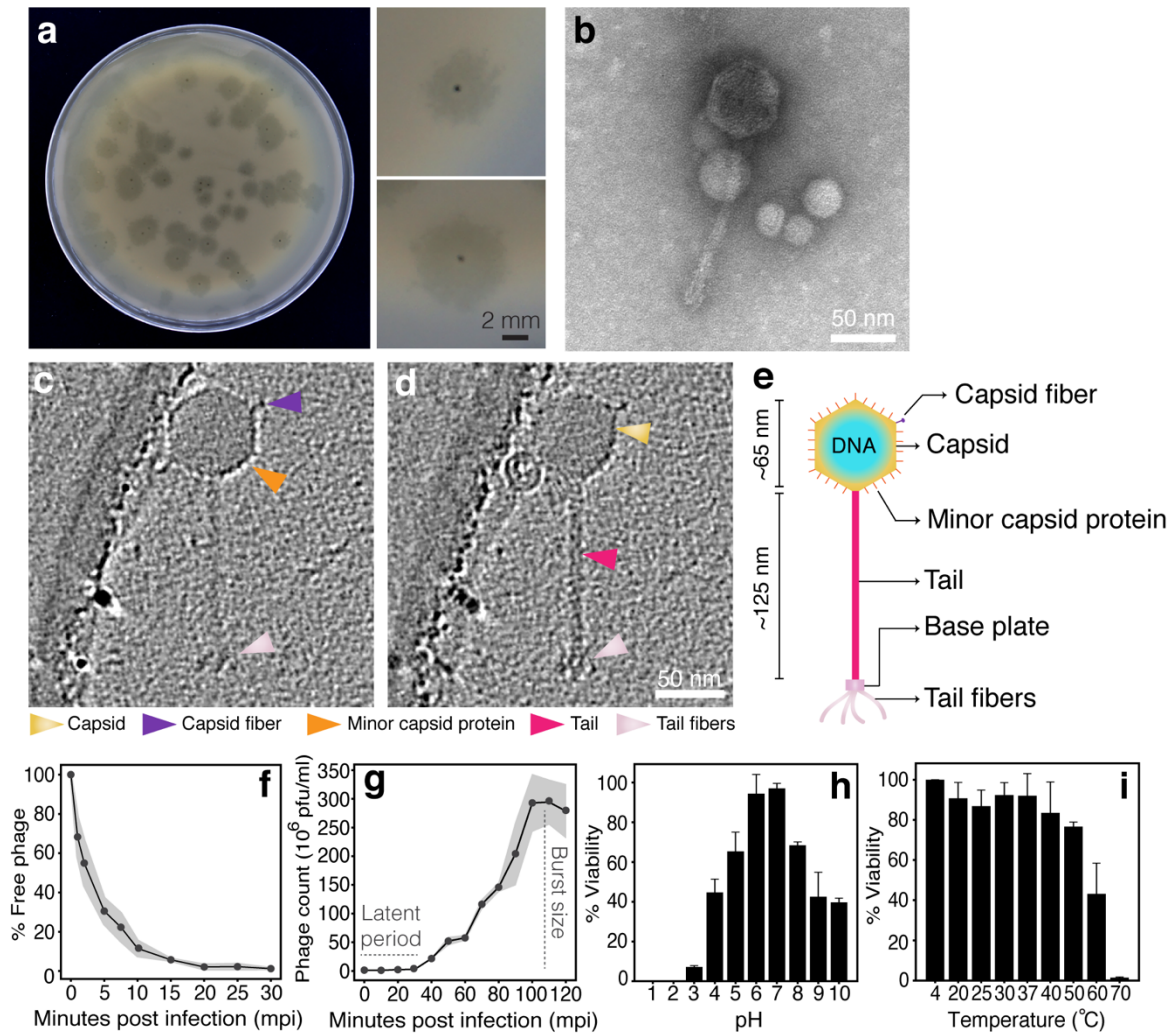 a
2 mm
b
50 nm
c
d
50 nm
e
~65 nm
~125 nm
DNA
Capsid fiber
Capsid
Minor capsid protein
Tail
Base plate
Tail fibers
Capsid
Capsid fiber
Minor capsid protein
Tail
Tail fibers
f
% Free phage
100
80
60
40
20
0
0 5 10 15 20 25 30
Minutes post infection (mpi)
g
Phage count (10⁶ pfu/ml)
350
300
250
200
150
100
50
0
Latent
period
Burst size
0 20 40 60 80 100 120
Minutes post infection (mpi)
h
% Viability
100
80
60
40
20
0
1 2 3 4 5 6 7 8 9 10
pH
i
% Viability
100
80
60
40
20
0
4 20 25 30 37 40 50 60 70
Temperature (°C)